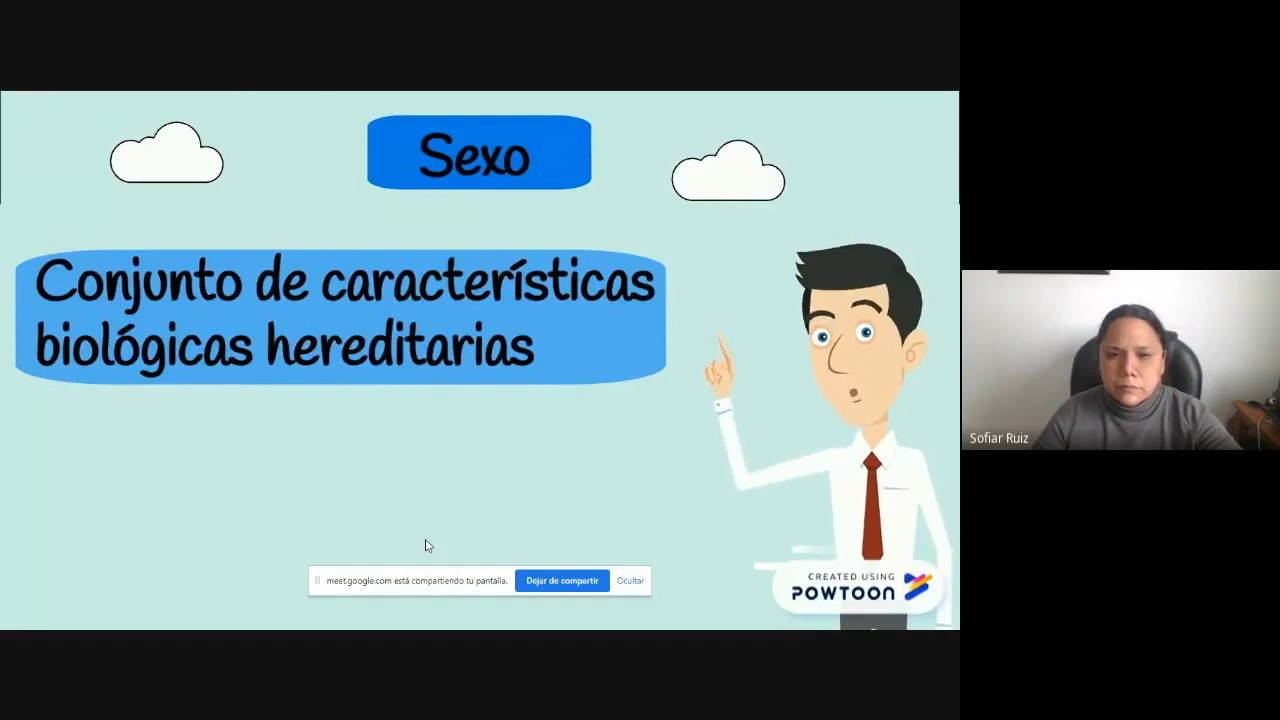 Sexo
Conjunto de características
biológicas hereditarias
Sofiar Ruiz
meet.google.com está compartiendo tu pantalla.
Dejar de compartir
Ocultar
CREATED USING
POWTOON